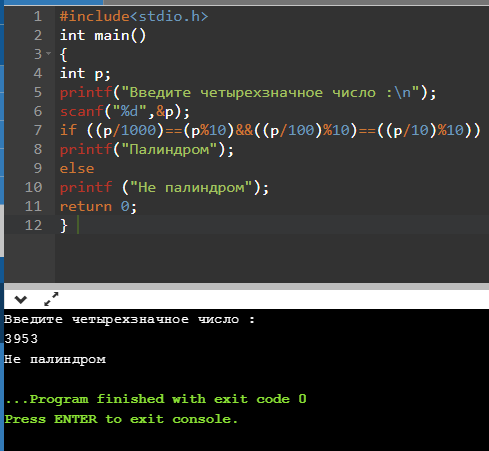 1 #include<stdio.h>
2 int main()
3 {
4 int p;
5 printf("Введите четырехзначное число :\n");
6 scanf("%d",&p);
7 if ((p/1000)==(p%10)&&((p/100)%10)==((p/10)%10))
8 printf("Палиндром");
9 else
10 printf ("Не палиндром");
11 return 0;
12 }
Введите четырехзначное число :
3953
Не палиндром
...Program finished with exit code 0
Press ENTER to exit console.